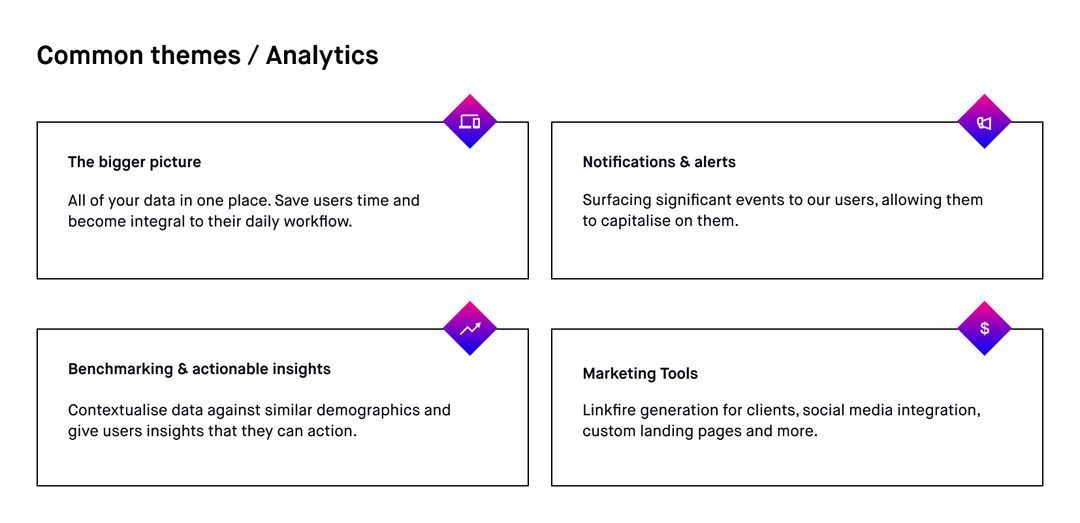 Common themes / Analytics
The bigger picture
All of your data in one place. Save users time and
become integral to their daily workflow.
Notifications & alerts
Surfacing significant events to our users, allowing them
to capitalise on them.
Benchmarking & actionable insights
Contextualise data against similar demographics and
give users insights that they can action.
$
Marketing Tools
Linkfire generation for clients, social media integration,
custom landing pages and more.